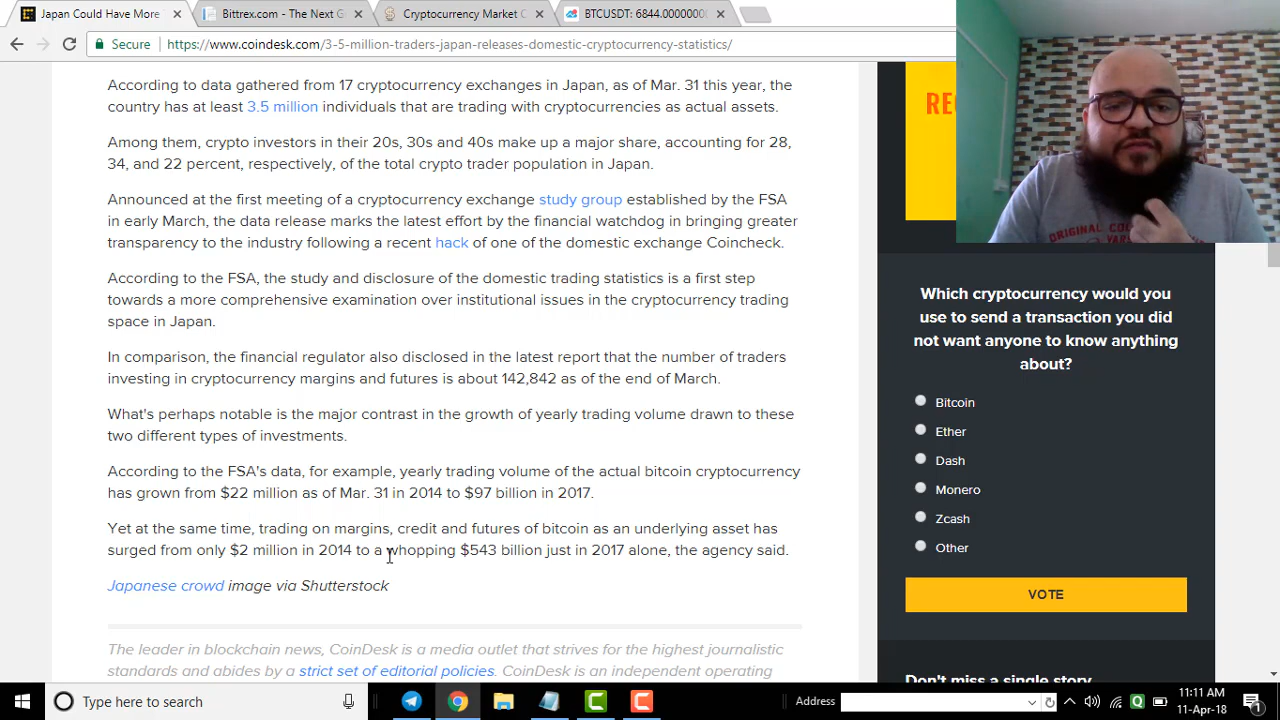 Japan Could Have More
Bittrex.com - The Next G
Cryptocurrency Market C
BTCUSDT: 6844.0000000
Secure
https://www.coindesk.com/3-5-million-traders-japan-releases-domestic-cryptocurrency-statistics/
According to data gathered from 17 cryptocurrency exchanges in Japan, as of Mar. 31 this year, the
country has at least 3.5 million individuals that are trading with cryptocurrencies as actual assets.
Among them, crypto investors in their 20s, 30s and 40s make up a major share, accounting for 28,
34, and 22 percent, respectively, of the total crypto trader population in Japan.
Announced at the first meeting of a cryptocurrency exchange study group established by the FSA
in early March, the data release marks the latest effort by the financial watchdog in bringing greater
transparency to the industry following a recent hack of one of the domestic exchange Coincheck.
According to the FSA, the study and disclosure of the domestic trading statistics is a first step
towards a more comprehensive examination over institutional issues in the cryptocurrency trading
space in Japan.
In comparison, the financial regulator also disclosed in the latest report that the number of traders
investing in cryptocurrency margins and futures is about 142,842 as of the end of March.
What's perhaps notable is the major contrast in the growth of yearly trading volume drawn to these
two different types of investments.
According to the FSA's data, for example, yearly trading volume of the actual bitcoin cryptocurrency
has grown from $22 million as of Mar. 31 in 2014 to $97 billion in 2017.
Yet at the same time, trading on margins, credit and futures of bitcoin as an underlying asset has
surged from only $2 million in 2014 to a whopping $543 billion just in 2017 alone, the agency said.
Japanese crowd image via Shutterstock
The leader in blockchain news, CoinDesk is a media outlet that strives for the highest journalistic
standards and abides by a strict set of editorial policies. CoinDesk is an independent operating
RE
ORIGINAL CO
VARS
Which cryptocurrency would you
use to send a transaction you did
not want anyone to know anything
about?
Bitcoin
Ether
Dash
Monero
Zcash
Other
VOTE
Don't miss a single story
Type here to search
Address
11:11 AM
11-Apr-18
1